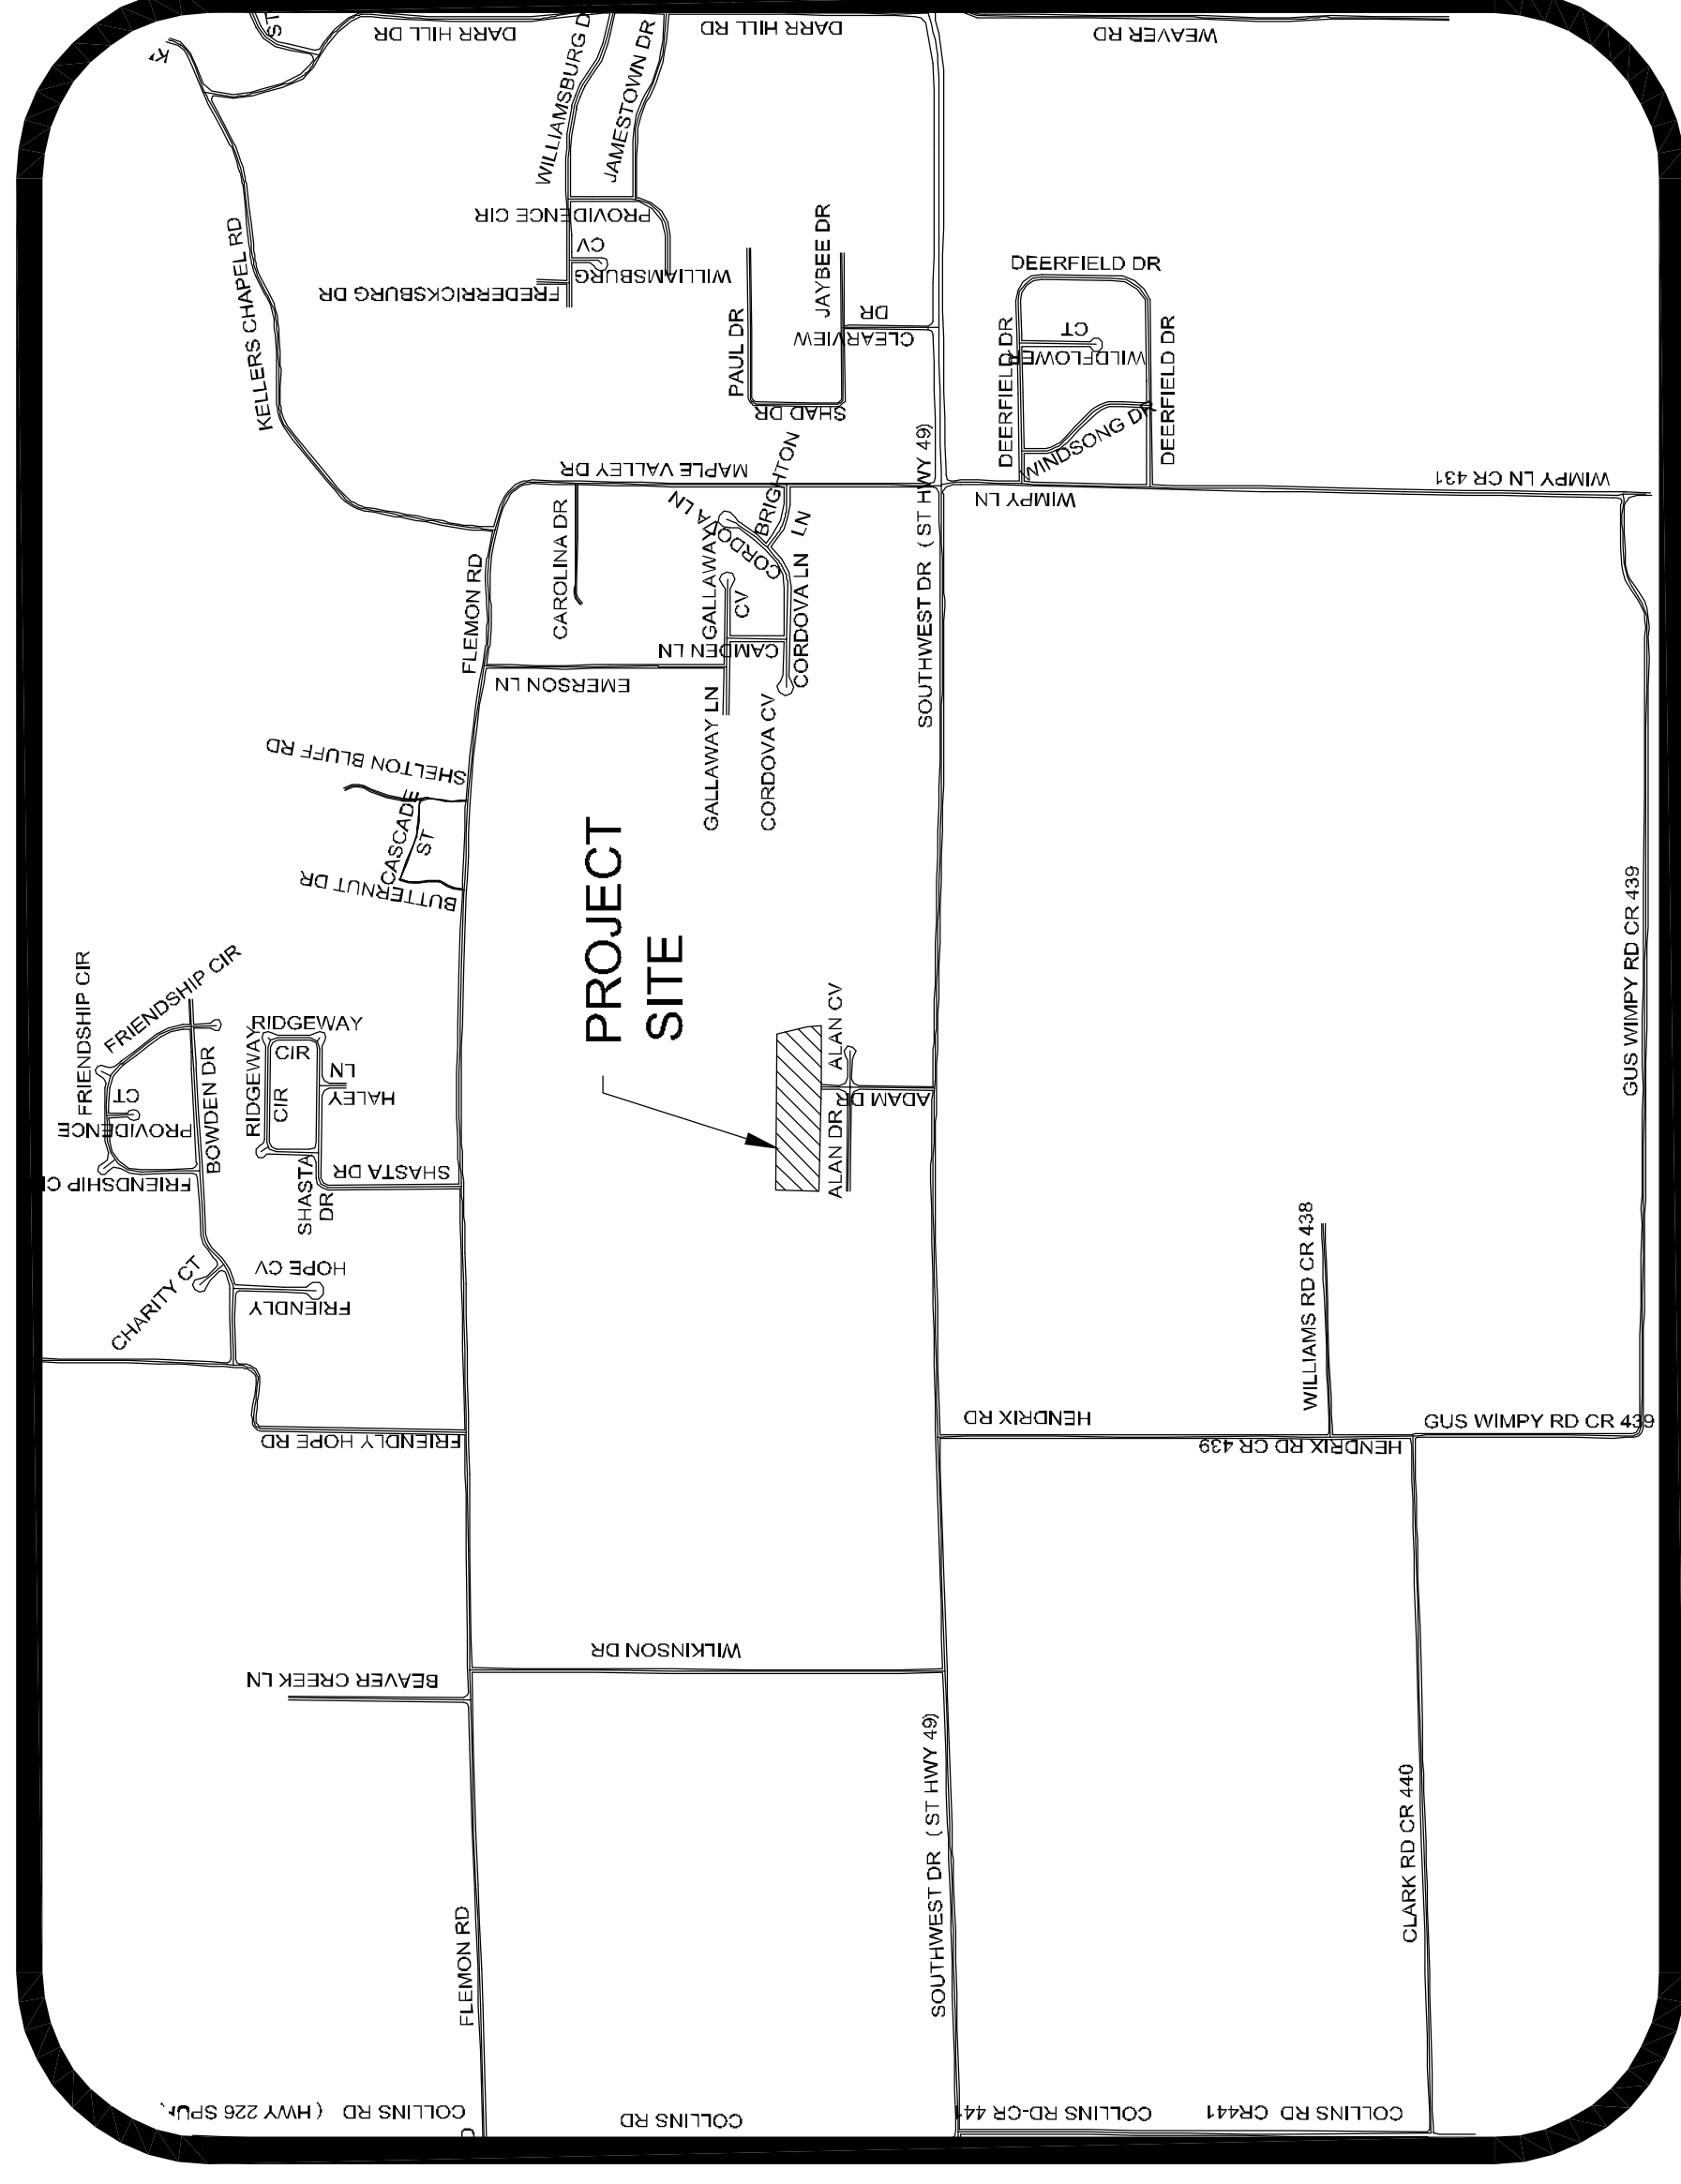 DARR HILL DR
WILLIAMSBURG D
JAMESTOWN DR
DARR HILL RD
WEAVER RD
ST
KELLERS CHAPEL RD
PROVIDENCE CIR
WILLIAMSBURG
CV
FREDERRICKSBURG DR
PAUL DR
JAYBEE DR
CLEARVIEW
DR
SHAD DR
DEERFIELD DR
DEERFIELD DR
WILDFLOWER
CT
WINDSONG DR
DEERFIELD DR
MAPLE VALLEY DR
BRIGHTON
LN
SOUTHWEST DR ( ST HWY 49)
WIMPY LN
WIMPY LN CR 431
FLEMON RD
CAROLINA DR
CORDOVA LN
GALLAWAY
CV
CORDOVA LN
CAMDEN LN
EMERSON LN
GALLAWAY LN
CORDOVA CV
SHELTON BLUFF RD
CASCADE
ST
BUTTERNUT DR
PROJECT
SITE
FRIENDSHIP CIR
FRIENDSHIP CIR
PROVIDENCE
CT
BOWDEN DR
RIDGEWAY
CIR
RIDGEWAY
CIR
HALEY
LN
FRIENDSHIP CI
SHASTA DR
SHASTA
DR
ALAN CV
ADAM DR
ALAN DR
GUS WIMPY RD CR 439
CHARITY CT
FRIENDLY
HOPE CV
WILLIAMS RD CR 438
FRIENDLY HOPE RD
HENDRIX RD
HENDRIX RD CR 439
GUS WIMPY RD CR 439
WILKINSON DR
BEAVER CREEK LN
SOUTHWEST DR ( ST HWY 49)
CLARK RD CR 440
FLEMON RD
COLLINS RD ( HWY 226 SPUR
COLLINS RD
COLLINS RD-CR 441
COLLINS RD CR441